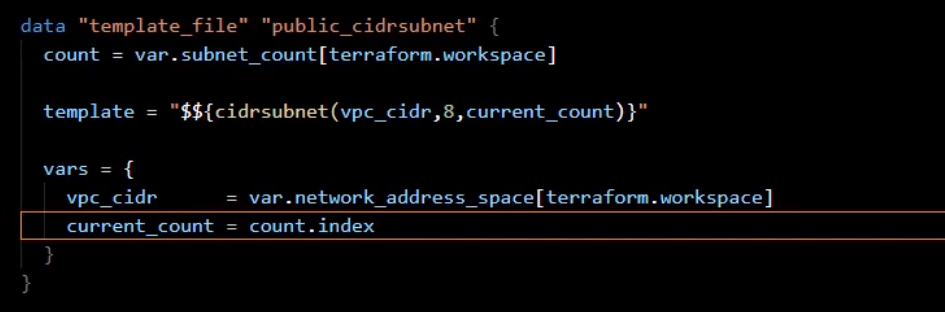 data "template_file" "public_cidrsubnet" {
  count = var.subnet_count[terraform.workspace]
  template = "$${cidrsubnet(vpc_cidr,8,current_count)}"
  vars = {
    vpc_cidr      = var.network_address_space[terraform.workspace]
    current_count = count.index
  }
}